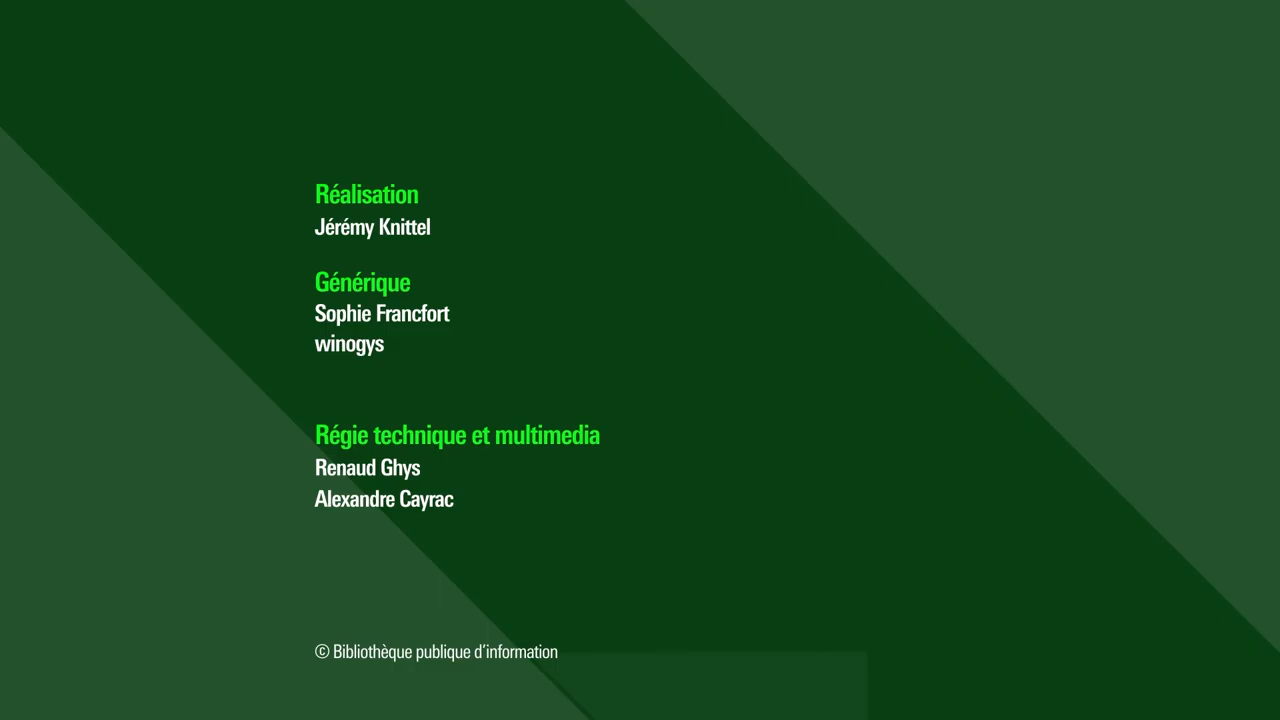 Réalisation
Jérémy Knittel
Générique
Sophie Francfort
winogys
Régie technique et multimedia
Renaud Ghys
Alexandre Cayrac
© Bibliothèque publique d’information